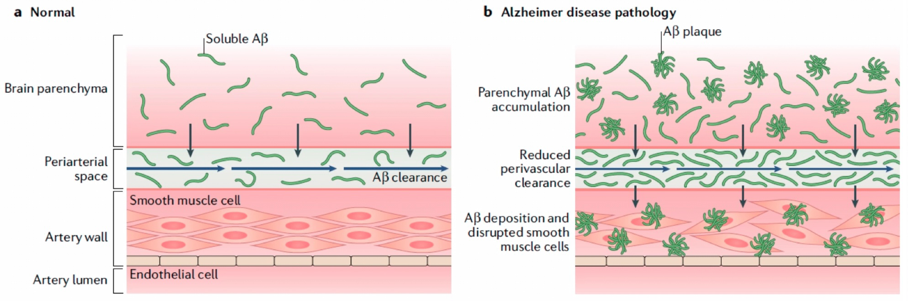 a Normal
Soluble Aβ
Brain parenchyma
Periarterial
space
Aβ clearance
Smooth muscle cell
Artery wall
Endothelial cell
Artery lumen
b Alzheimer disease pathology
Aβ plaque
Parenchymal Aβ
accumulation
Reduced
perivascular
clearance
Aβ deposition and
disrupted smooth
muscle cells